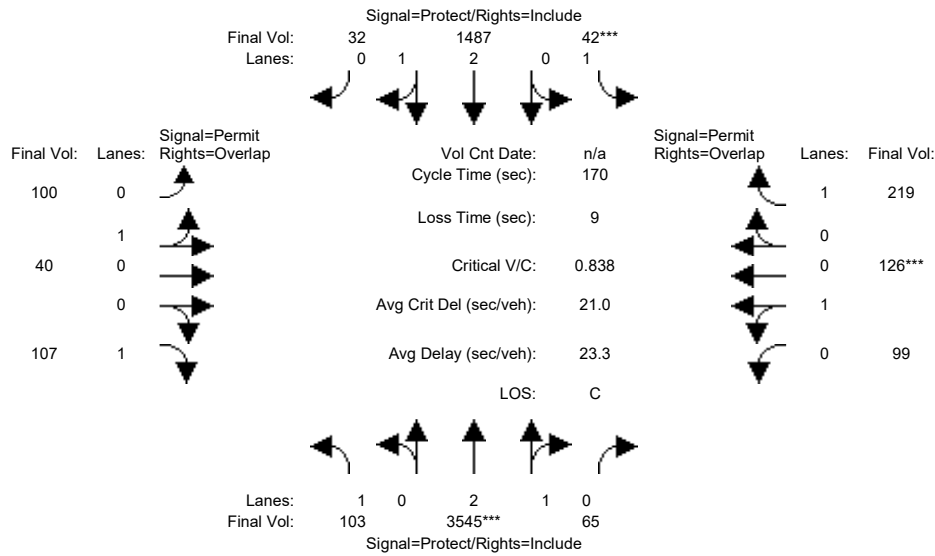 Signal=Protect/Rights=Include
Final Vol: 32 1487 42***
Lanes: 0 1 2 0 1
Signal=Permit
Final Vol: Lanes: Rights=Overlap
Vol Cnt Date: n/a
Signal=Permit
Rights=Overlap Lanes: Final Vol:
Cycle Time (sec): 170
100 0
1 219
Loss Time (sec): 9
1
0
40 0
Critical V/C: 0.838
0 126***
0
Avg Crit Del (sec/veh): 21.0
1
107 1
Avg Delay (sec/veh): 23.3
0 99
LOS: C
Lanes: 1 0 2 1 0
Final Vol: 103 3545*** 65
Signal=Protect/Rights=Include